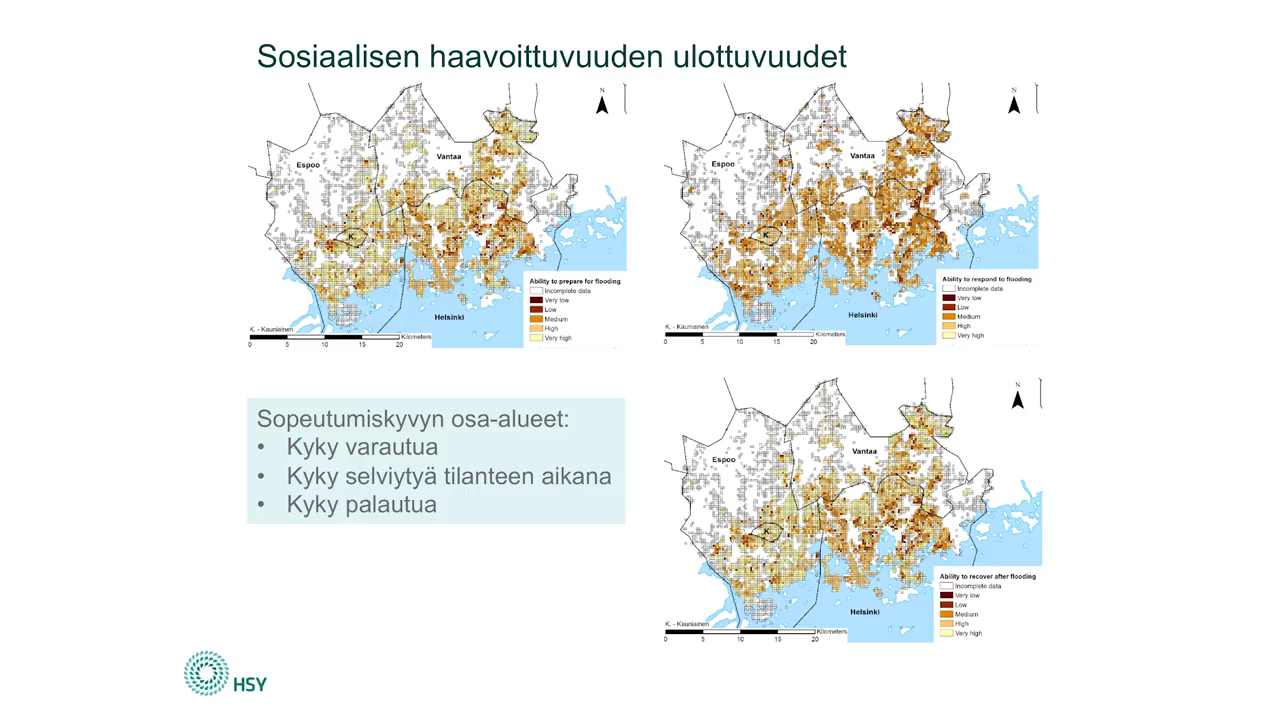 Sosiaalisen haavoittuvuuden ulottuvuudet
N
Espoo
Vantaa
K.
Helsinki
Ability to prepare for flooding
Incomplete data
Very low
Low
Medium
High
Very high
K. - Kauniainen
Kilometers
0 5 10 15 20
N
Espoo
Vantaa
K
Helsinki
Ability to respond to flooding
Incomplete data
Very low
Low
Medium
High
Very high
K. - Kauniainen
Kilometers
0 5 10 15 20
Sopeutumiskyvyn osa-alueet:
• Kyky varautua
• Kyky selviytyä tilanteen aikana
• Kyky palautua
N
Espoo
Vantaa
K.
Helsinki
Ability to recover after flooding
Incomplete data
Very low
Low
Medium
High
Very high
K. - Kauniainen
Kilometers
0 5 10 15 20
HSY